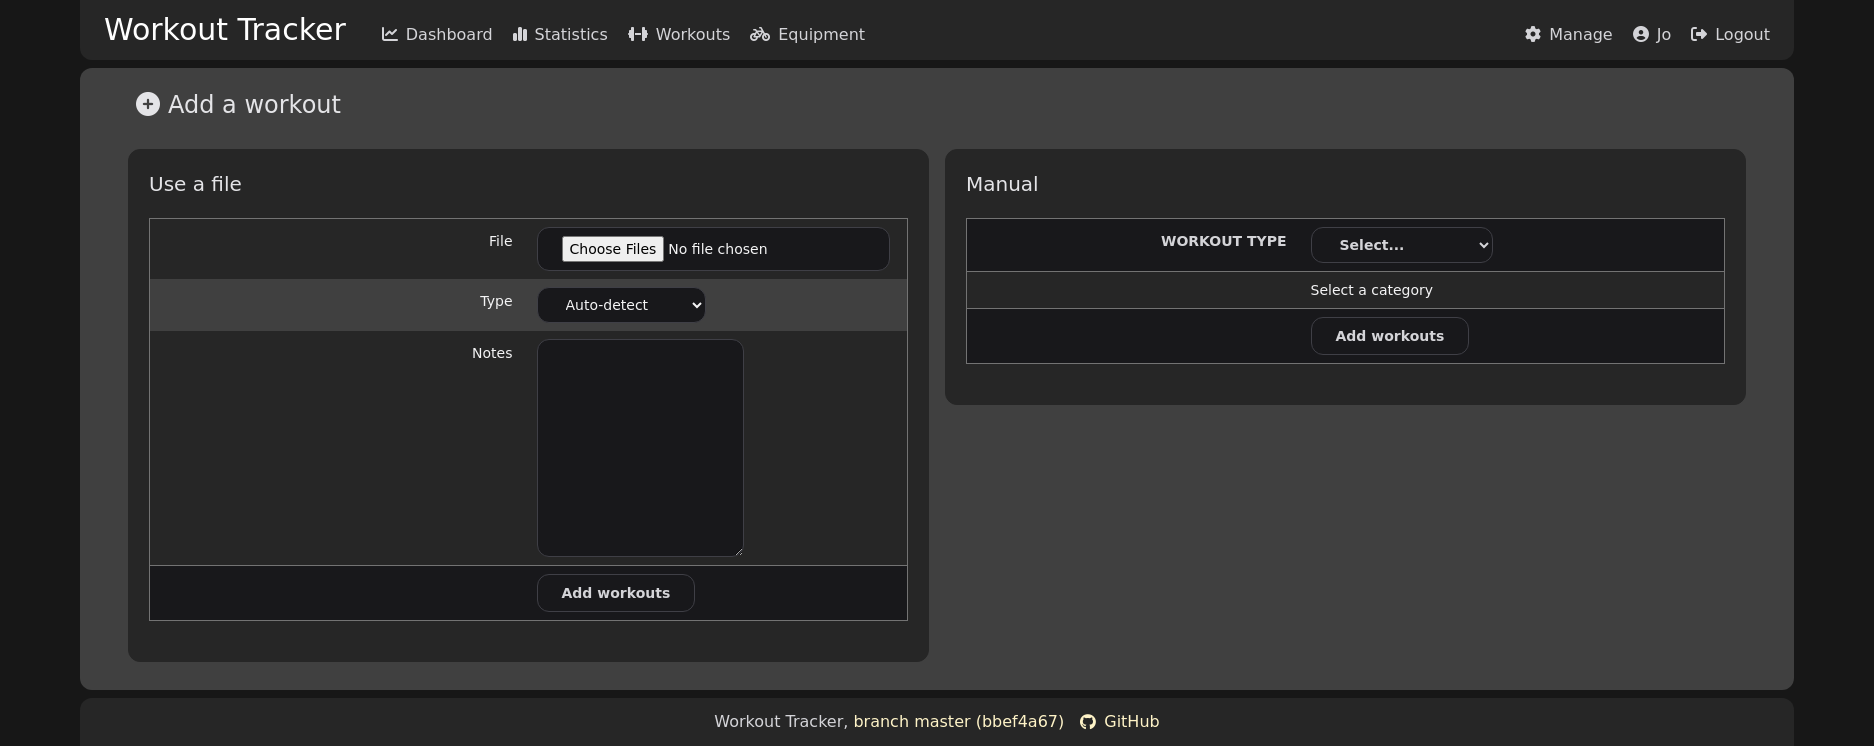 Workout Tracker Dashboard Statistics Workouts Equipment Manage Jo Logout
Add a workout
Use a file
File Choose Files No file chosen
Type Auto-detect
Notes
Add workouts
Manual
WORKOUT TYPE Select...
Select a category
Add workouts
Workout Tracker, branch master (bbef4a67) GitHub